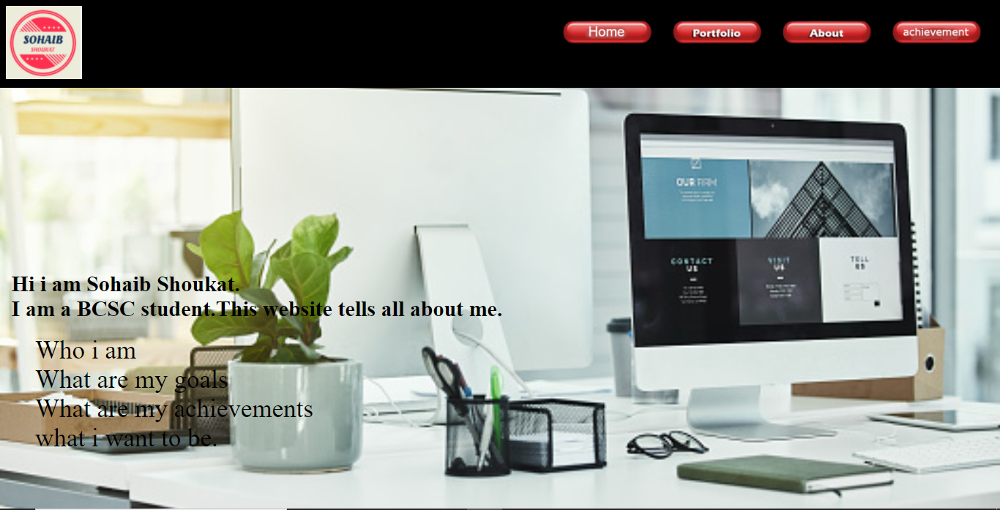 SOHAIB
SHOUKAT
Home
Portfolio
About
achievement
OUR FIRM
CONTACT
US
VISIT
US
TELL
US
Hi i am Sohaib Shoukat.
I am a BCSC student.This website tells all about me.
Who i am
What are my goals
What are my achievements
what i want to be.